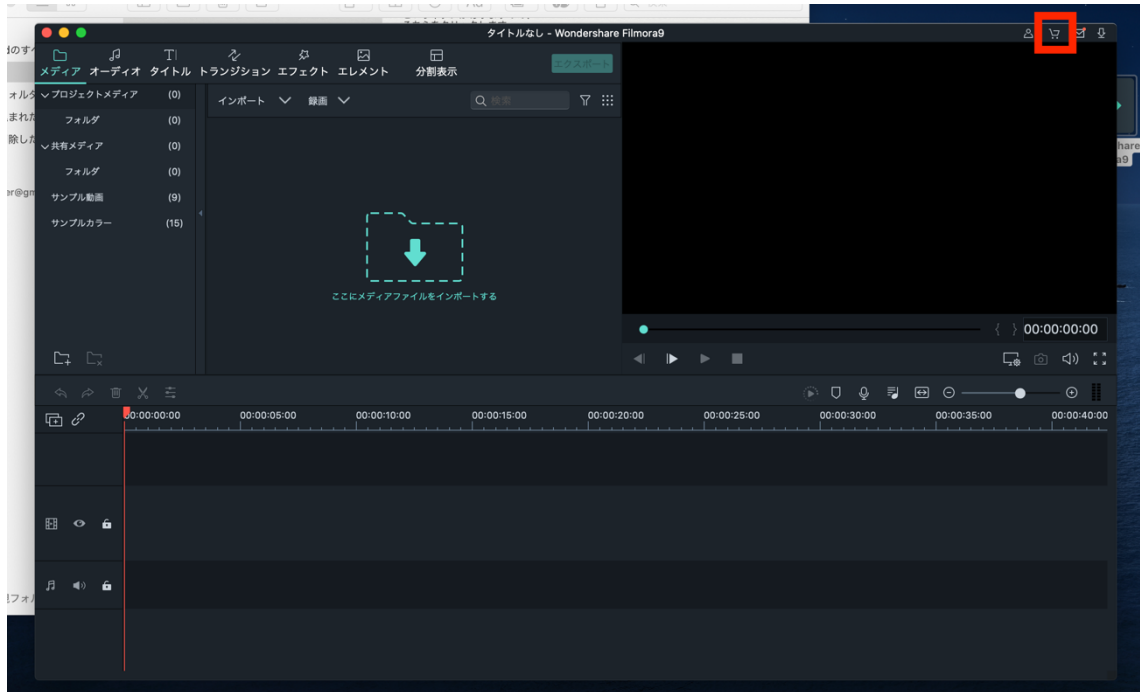 タイトルなし - Wondershare Filmora9
メディア オーディオ タイトル トランジション エフェクト エレメント 分割表示
エクスポート
プロジェクトメディア (0)
フォルダ (0)
共有メディア (0)
フォルダ (0)
サンプル動画 (9)
サンプルカラー (15)
インポート 録画
検索
ここにメディアファイルをインポートする
{ } 00:00:00:00
00:00:00:00 00:00:05:00 00:00:10:00 00:00:15:00 00:00:20:00 00:00:25:00 00:00:30:00 00:00:35:00 00:00:40:00